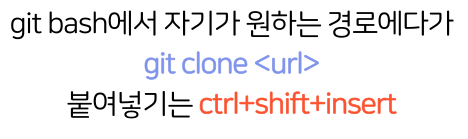 git bash에서 자기가 원하는 경로에다가
git clone <url>
붙여넣기는 ctrl+shift+insert